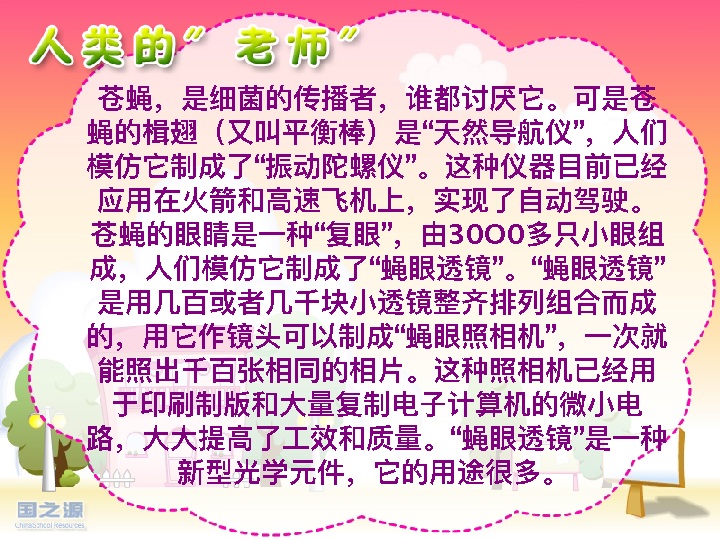 人类的”老师”
苍蝇，是细菌的传播者，谁都讨厌它。可是苍
蝇的楫翅（又叫平衡棒）是“天然导航仪”，人们
模仿它制成了“振动陀螺仪”。这种仪器目前已经
应用在火箭和高速飞机上，实现了自动驾驶。
苍蝇的眼睛是一种“复眼”，由30O0多只小眼组
成，人们模仿它制成了“蝇眼透镜”。“蝇眼透镜”
是用几百或者几千块小透镜整齐排列组合而成
的，用它作镜头可以制成“蝇眼照相机”，一次就
能照出千百张相同的相片。这种照相机已经用
于印刷制版和大量复制电子计算机的微小电
路，大大提高了工效和质量。“蝇眼透镜”是一种
新型光学元件，它的用途很多。
国之源
ChinaSchool Resources